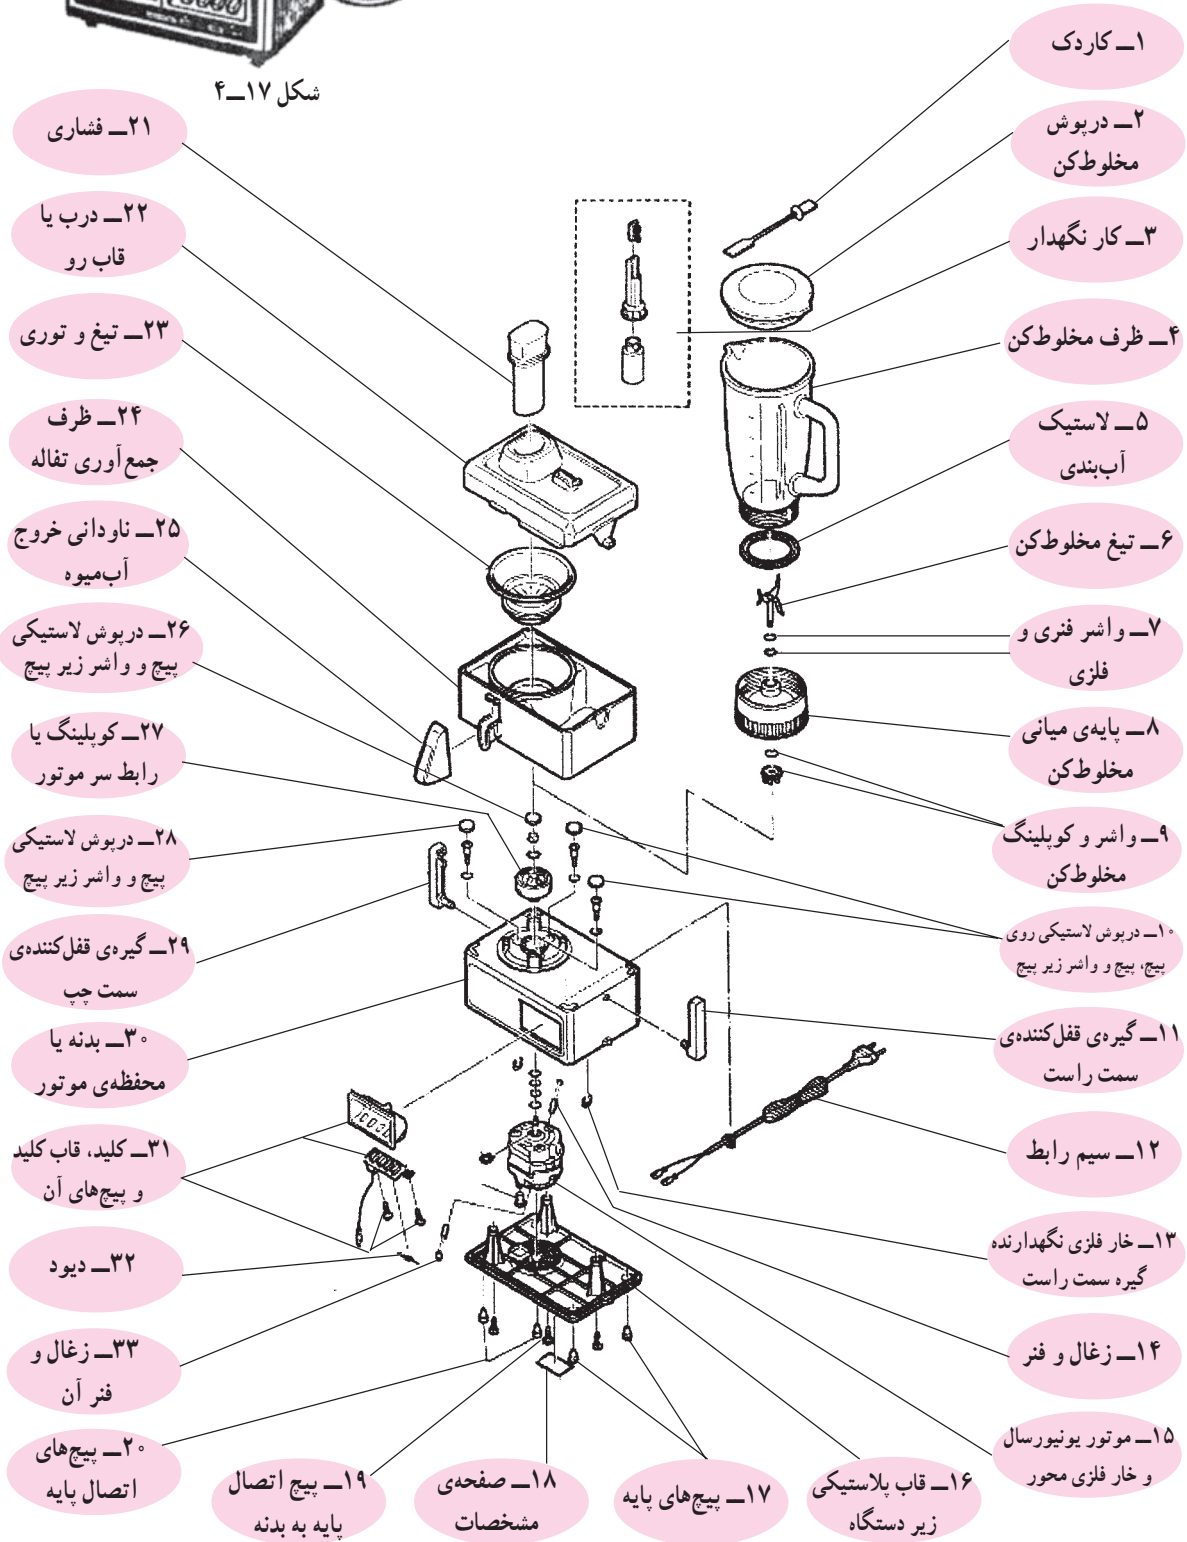 شکل ۱۷ــ۴
۱ــ کاردک
۲ــ درپوش
مخلوط‌کن
۳ــ کار نگهدار
۴ــ ظرف مخلوط‌کن
۵ــ لاستیک
آب‌بندی
۶ــ تیغ مخلوط‌کن
۷ــ واشر فنری و
فلزی
۸ــ پایه‌ی میانی
مخلوط‌کن
۹ــ واشر و کوپلینگ
مخلوط‌کن
۱۰ــ درپوش لاستیکی روی
پیچ، پیچ و واشر زیر پیچ
۱۱ــ گیره‌ی قفل‌کننده‌ی
سمت راست
۱۲ــ سیم رابط
۱۳ــ خار فلزی نگهدارنده
گیره سمت راست
۱۴ــ زغال و فنر
۱۵ــ موتور یونیورسال
و خار فلزی محور
۱۶ــ قاب پلاستیکی
زیر دستگاه
۱۷ــ پیچ‌های پایه
۱۸ــ صفحه‌ی
مشخصات
۱۹ــ پیچ اتصال
پایه به بدنه
۲۰ــ پیچ‌های
اتصال پایه
۲۱ــ فشاری
۲۲ــ درب یا
قاب رو
۲۳ــ تیغ و توری
۲۴ــ ظرف
جمع‌آوری تفاله
۲۵ــ ناودانی خروج
آب‌میوه
۲۶ــ درپوش لاستیکی
پیچ و واشر زیر پیچ
۲۷ــ کوپلینگ یا
رابط سر موتور
۲۸ــ درپوش لاستیکی
پیچ و واشر زیر پیچ
۲۹ــ گیره‌ی قفل‌کننده‌ی
سمت چپ
۳۰ــ بدنه یا
محفظه‌ی موتور
۳۱ــ کلید، قاب کلید
و پیچ‌های آن
۳۲ــ دیود
۳۳ــ زغال و
فنر آن